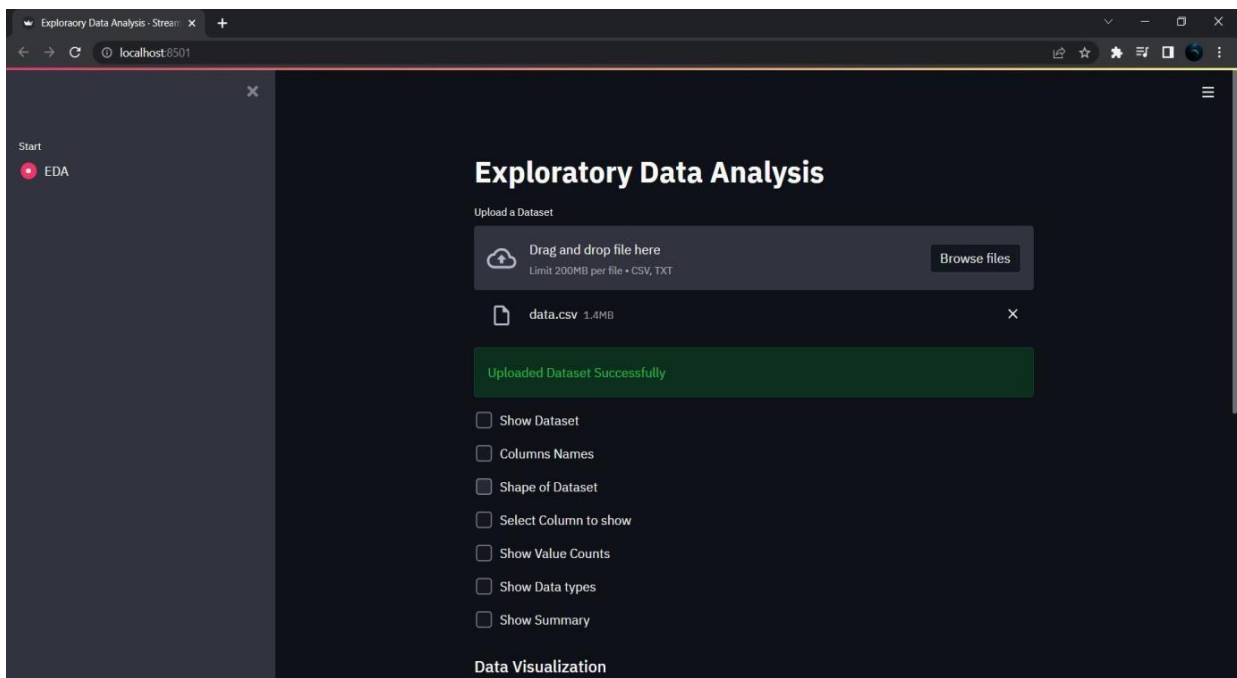 Exploraory Data Analysis · Stream
localhost:8501
Start
EDA
Exploratory Data Analysis
Upload a Dataset
Drag and drop file here
Limit 200MB per file • CSV, TXT
Browse files
data.csv 1.4MB
Uploaded Dataset Successfully
Show Dataset
Columns Names
Shape of Dataset
Select Column to show
Show Value Counts
Show Data types
Show Summary
Data Visualization